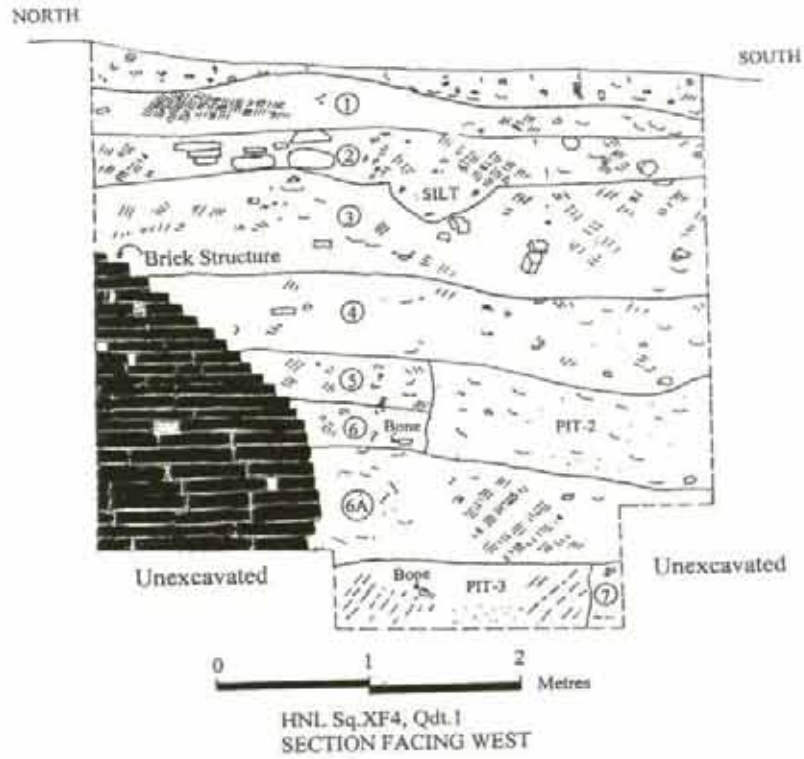 NORTH
SOUTH
①
②
SILT
③
Brick Structure
④
⑤
⑥ Bone
PIT-2
6A
Unexcavated
Unexcavated
Bone PIT-3 ⑦
0 1 2
Metres
HNL Sq.XF4, Qdt.1
SECTION FACING WEST